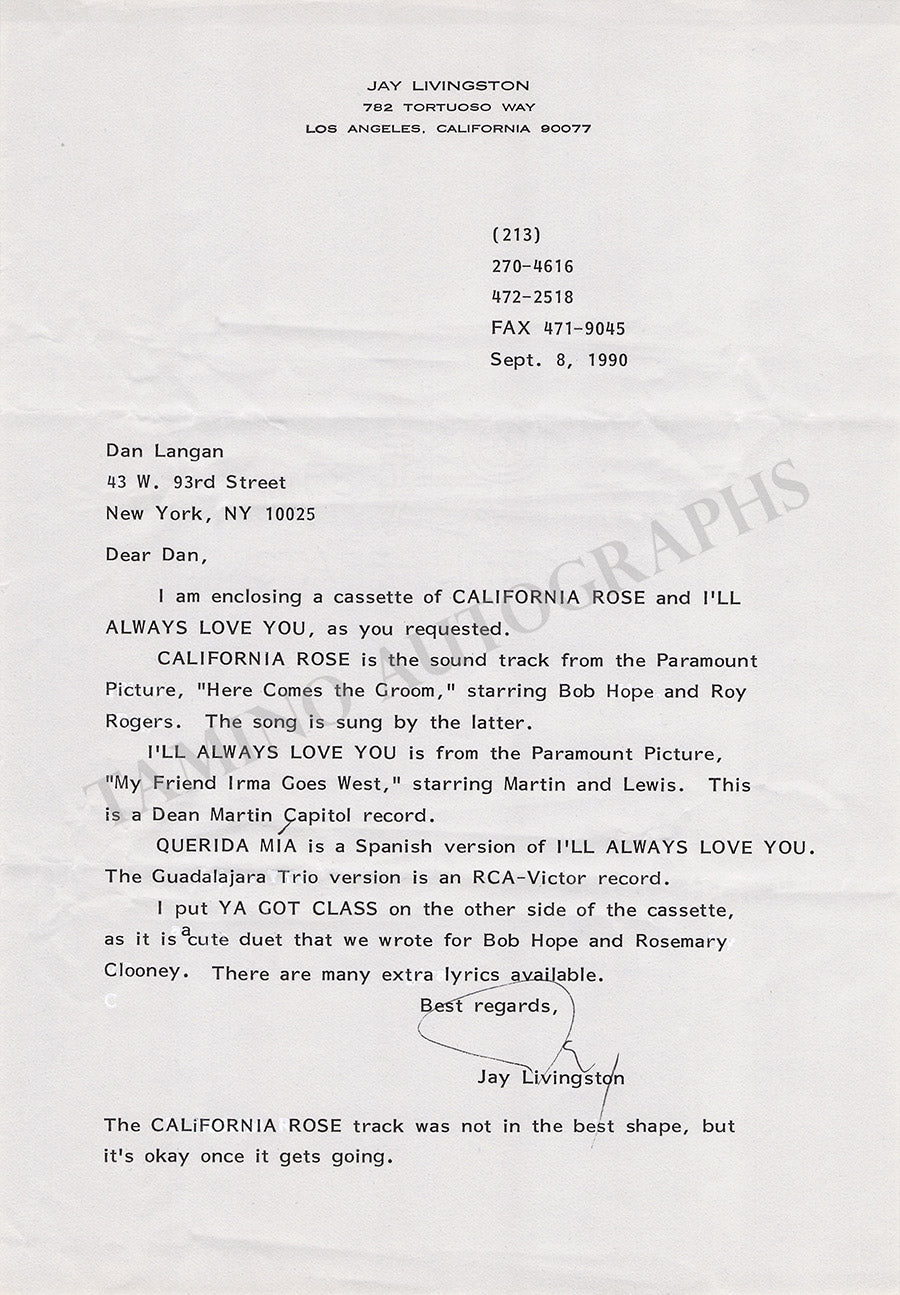 JAY LIVINGSTON
782 TORTUOSO WAY
LOS ANGELES, CALIFORNIA 90077
(213)
270-4616
472-2518
FAX 471-9045
Sept. 8, 1990
Dan Langan
43 W. 93rd Street
New York, NY 10025
Dear Dan,
I am enclosing a cassette of CALIFORNIA ROSE and I'LL
ALWAYS LOVE YOU, as you requested.
CALIFORNIA ROSE is the sound track from the Paramount
Picture, "Here Comes the Groom," starring Bob Hope and Roy
Rogers. The song is sung by the latter.
I'LL ALWAYS LOVE YOU is from the Paramount Picture,
"My Friend Irma Goes West," starring Martin and Lewis. This
is a Dean Martin Capitol record.
QUERIDA MIA is a Spanish version of I'LL ALWAYS LOVE YOU.
The Guadalajara Trio version is an RCA-Victor record.
I put YA GOT CLASS on the other side of the cassette,
as it is a cute duet that we wrote for Bob Hope and Rosemary
Clooney. There are many extra lyrics available.
Best regards,
Jay
Jay Livingston
The CALiFORNIA ROSE track was not in the best shape, but
it's okay once it gets going.
TAMINO AUTOGRAPHS